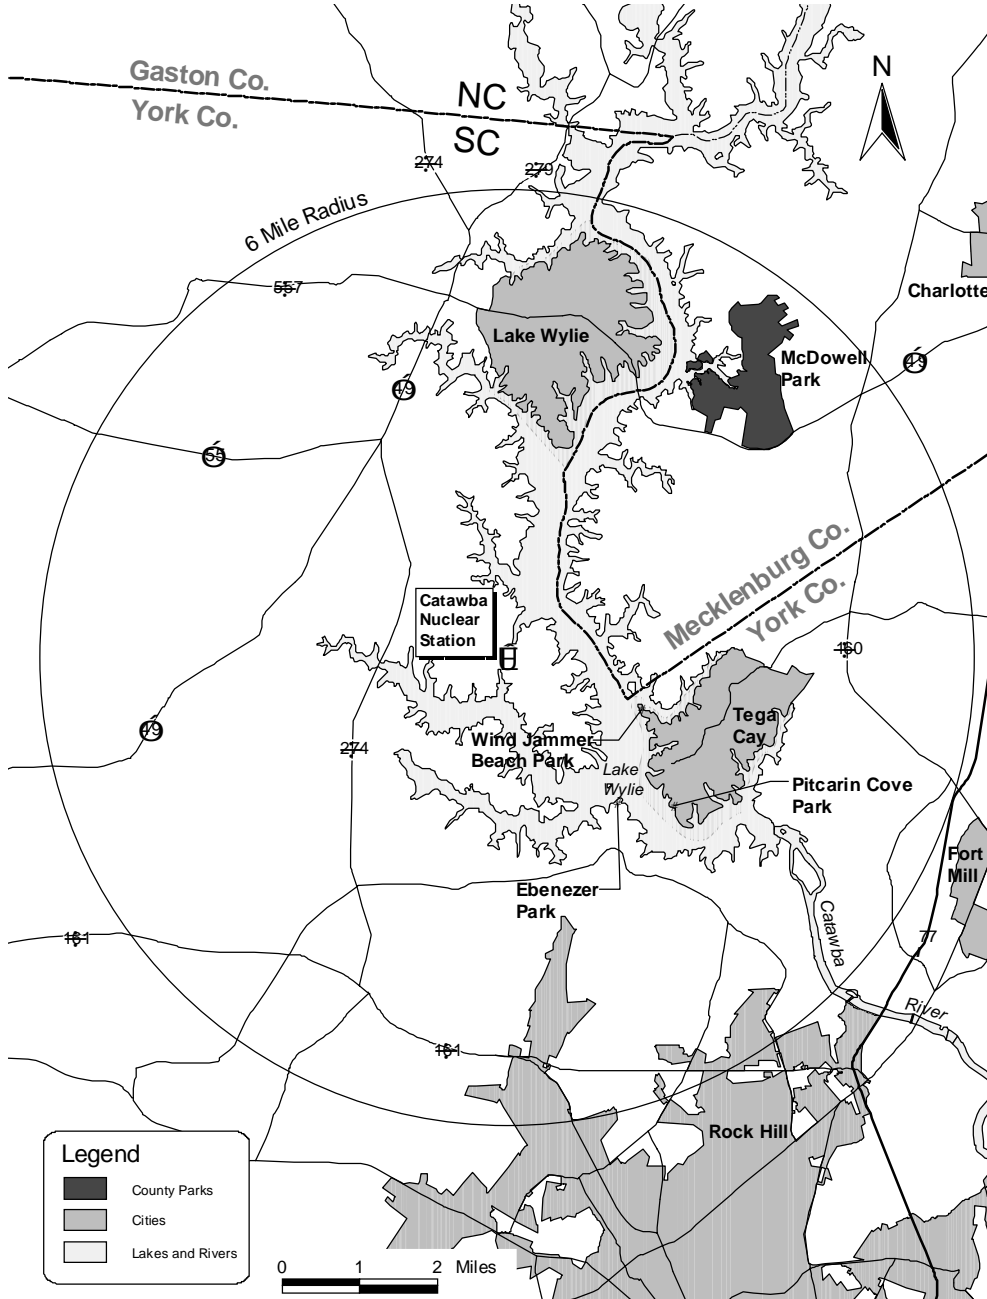 Gaston Co.
York Co.
NC
SC
N
274
279
6 Mile Radius
557
Charlotte
Lake Wylie
McDowell
Park
49
49
55
Mecklenburg Co.
York Co.
Catawba
Nuclear
Station
160
49
274
Wind Jammer
Beach Park
Tega
Cay
Lake
Wylie
Pitcarin Cove
Park
Fort
Mill
Ebenezer
Park
Catawba
River
77
161
161
Rock Hill
Legend
County Parks
Cities
Lakes and Rivers
0 1 2 Miles